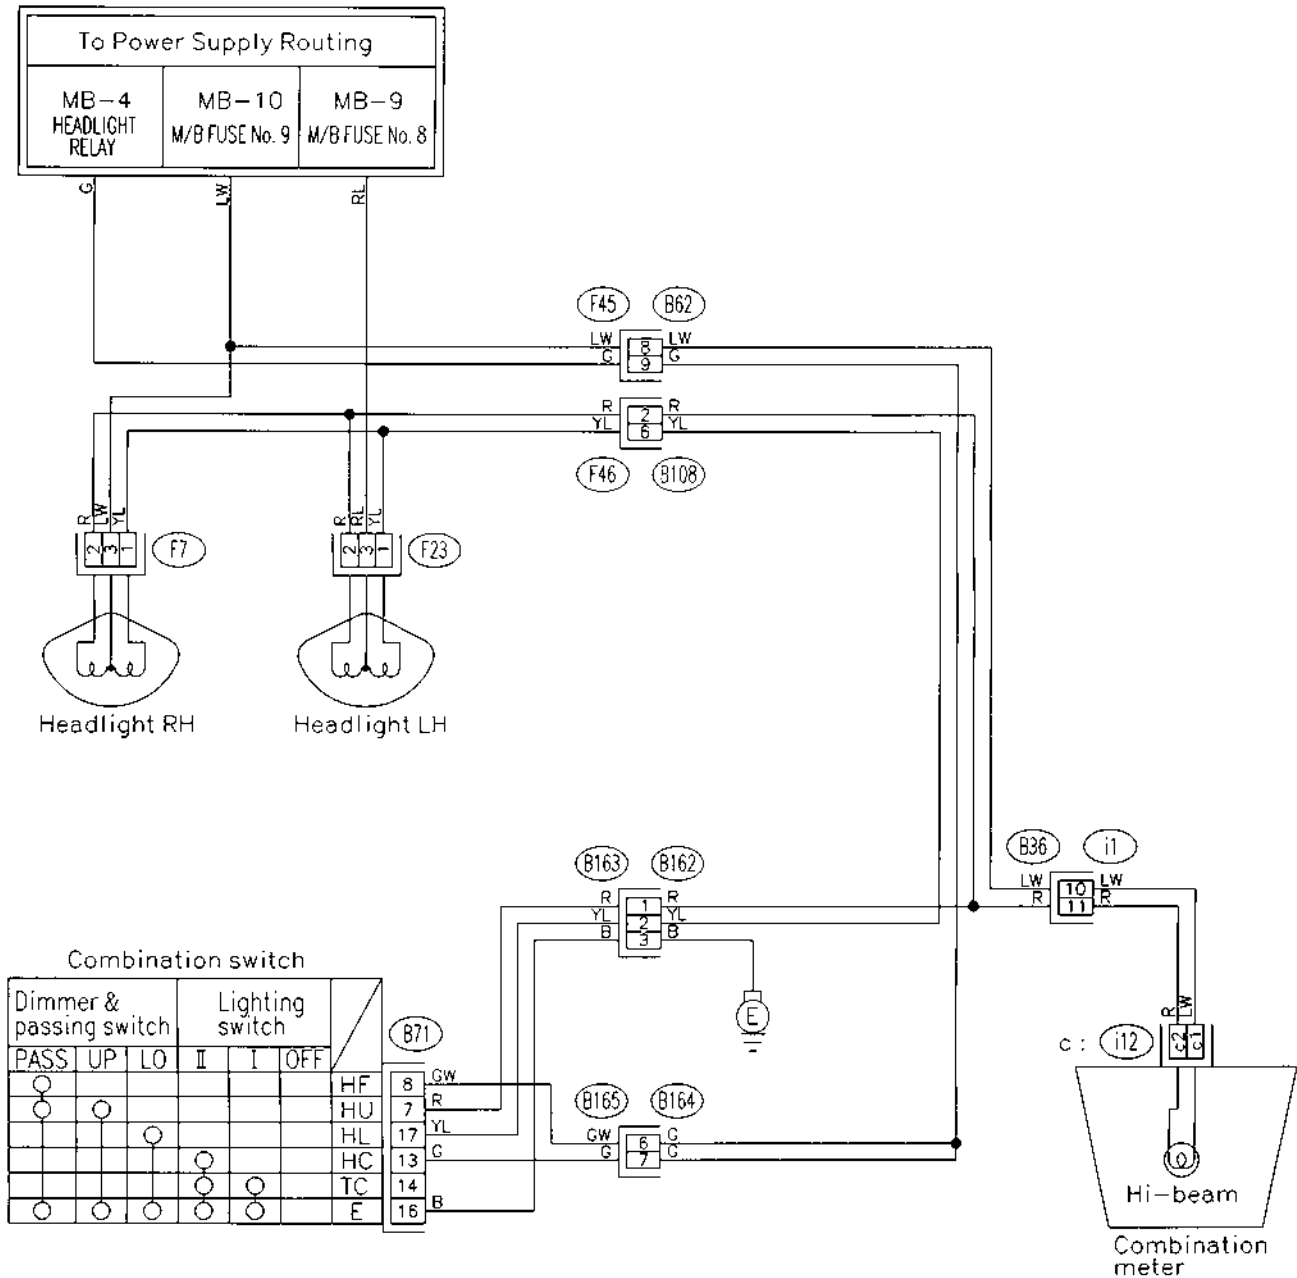 To Power Supply Routing
MB-4 MB-10 MB-9
HEADLIGHT RELAY M/B FUSE No. 9 M/B FUSE No. 8
G LW RL
F45 B62
LW 8 LW
G 9 G
R 2 R
YL 6 YL
F46 B108
R LW YL
2 3 1
F7
R RL YL
2 3 1
F23
Headlight RH
Headlight LH
B163 B162
R 1 R
YL 2 YL
B 3 B
E
B36 i1
LW 10 LW
R 11 R
R LW
c2 c1
c : i12
Hi-beam
Combination
meter
Combination switch
Dimmer &
passing switch
Lighting
switch
B71
PASS UP LO II I OFF
HF 8 GW
HU 7 R
HL 17 YL
HC 13 G
TC 14
E 16 B
B165 B164
GW 6 G
G 7 G